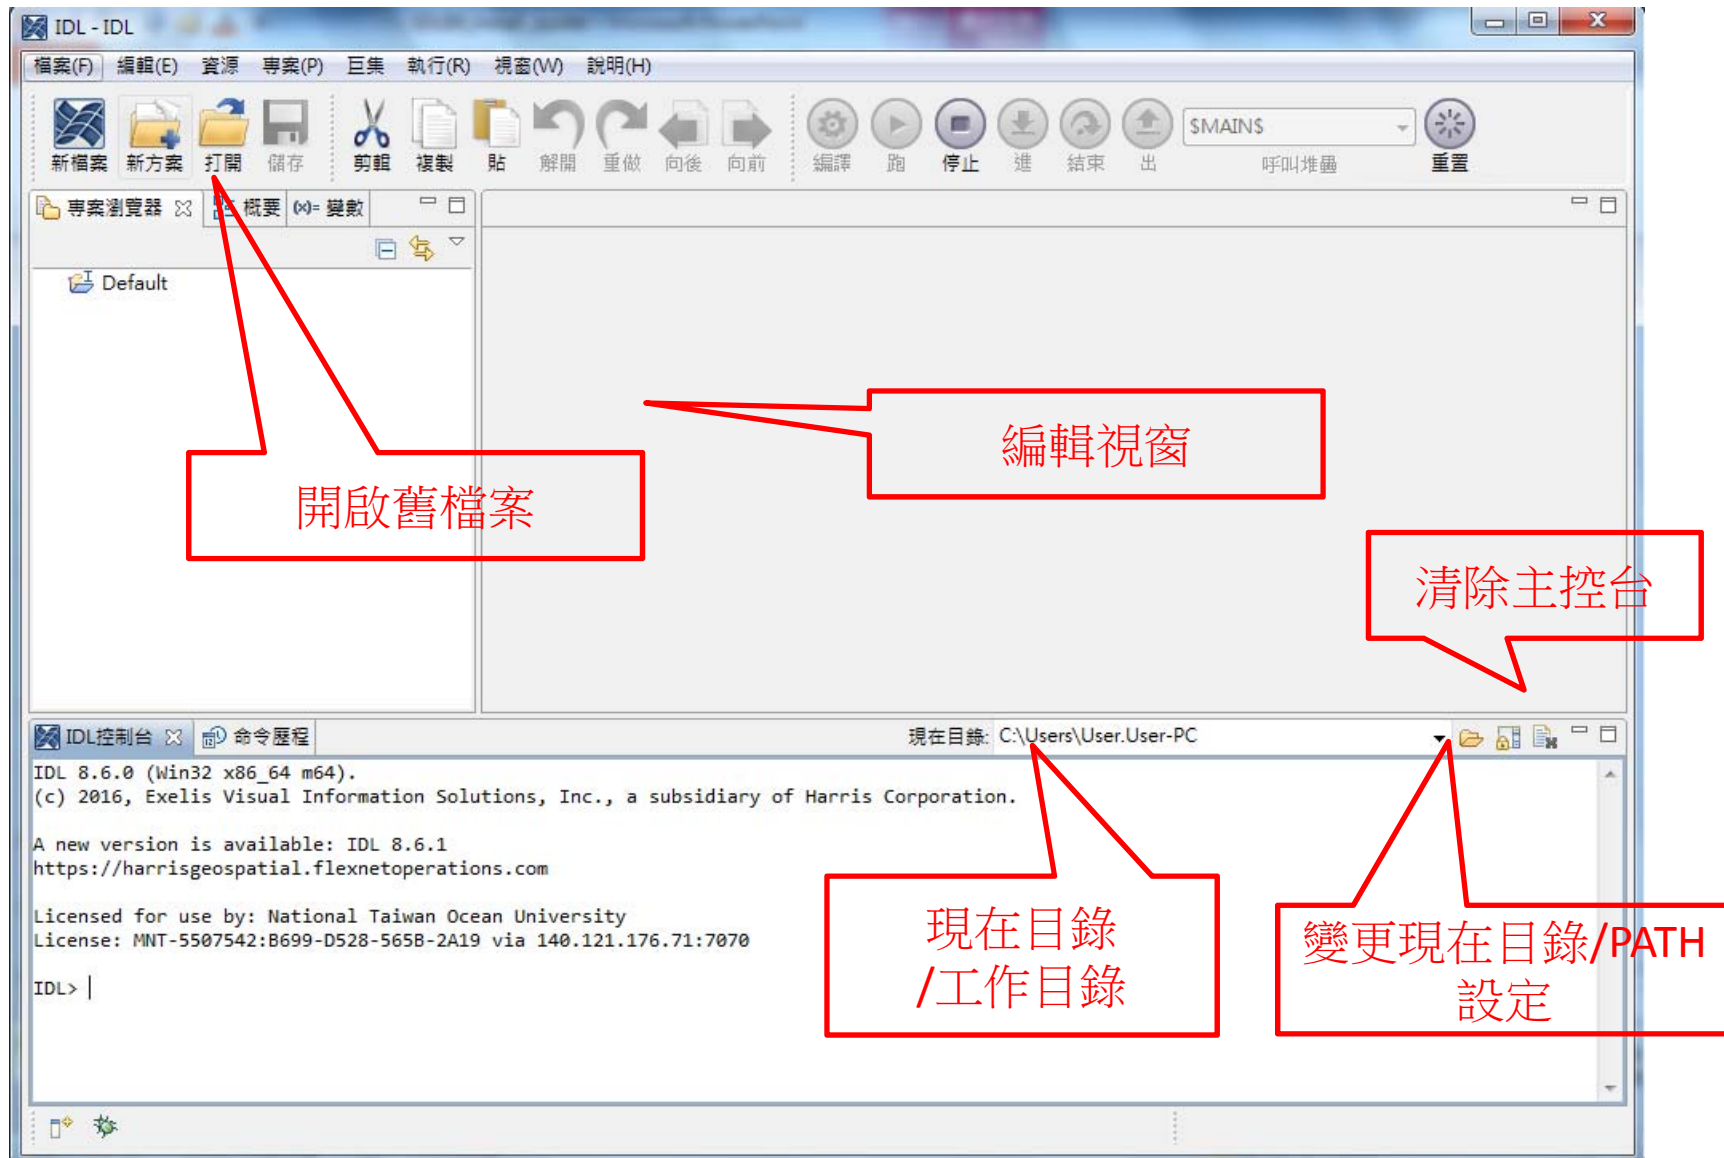 IDL - IDL
檔案(F) 編輯(E) 資源 專案(P) 巨集 執行(R) 視窗(W) 說明(H)
新檔案 新方案 打開 儲存 剪輯 複製 貼 解開 重做 向後 向前 編譯 跑 停止 進 結束 出 $MAIN$ 呼叫堆疊 重置
專案瀏覽器 概要 (x)= 變數
Default
編輯視窗
開啟舊檔案
清除主控台
IDL控制台 命令歷程 現在目錄: C:\Users\User.User-PC
IDL 8.6.0 (Win32 x86_64 m64).
(c) 2016, Exelis Visual Information Solutions, Inc., a subsidiary of Harris Corporation.
A new version is available: IDL 8.6.1
https://harrisgeospatial.flexnetoperations.com
Licensed for use by: National Taiwan Ocean University
License: MNT-5507542:B699-D528-565B-2A19 via 140.121.176.71:7070
IDL>
現在目錄
/工作目錄
變更現在目錄/PATH
設定